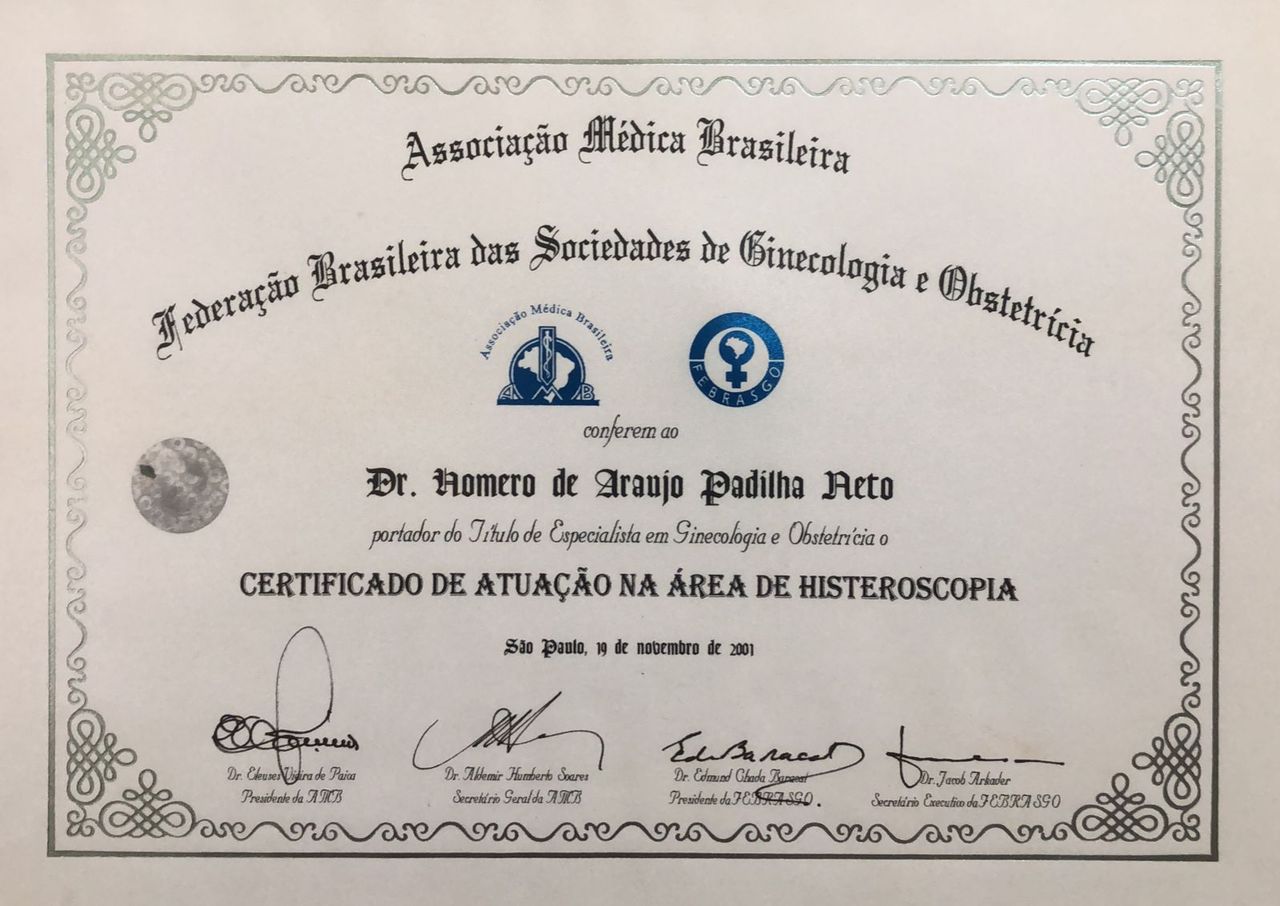 Associação Médica Brasileira
Federação Brasileira das Sociedades de Ginecologia e Obstetrícia
Associação Médica Brasileira
AMB
FEBRASGO
conferem ao
Dr. Homero de Araujo Padilha Neto
portador do Título de Especialista em Ginecologia e Obstetrícia o
CERTIFICADO DE ATUAÇÃO NA ÁREA DE HISTEROSCOPIA
São Paulo, 19 de novembro de 2001
Ed Baracat
Dr. Eleuses Vieira de Paiva
Presidente da AMB
Dr. Aldemir Humberto Soares
Secretário Geral da AMB
Dr. Edmund Chada Baracat
Presidente da FEBRASGO
Dr. Jacob Arkader
Secretário Executivo da FEBRASGO